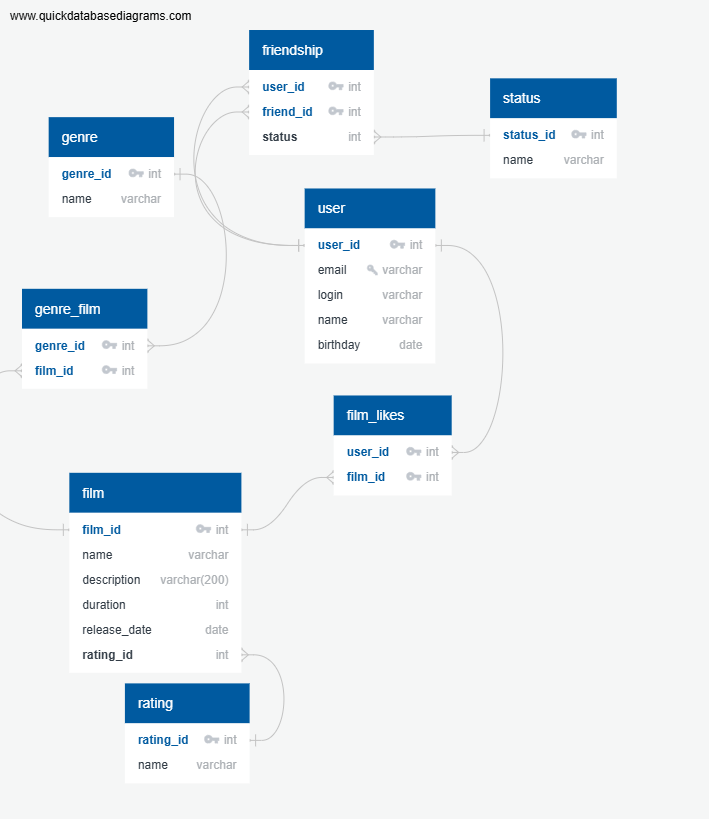 www.quickdatabasediagrams.com
friendship
user_id int
friend_id int
status int
status
status_id int
name varchar
genre
genre_id int
name varchar
user
user_id int
email varchar
login varchar
name varchar
birthday date
genre_film
genre_id int
film_id int
film_likes
user_id int
film_id int
film
film_id int
name varchar
description varchar(200)
duration int
release_date date
rating_id int
rating
rating_id int
name varchar